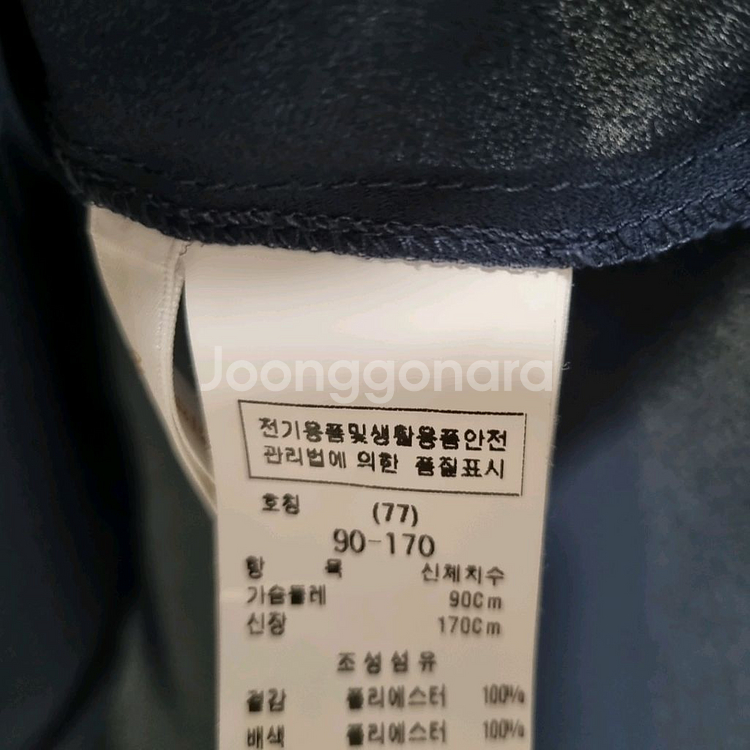 Joonggonara
전기용품및생활용품안전
관리법에 의한 품질표시
호칭 (77)
90-170
항 목 신체치수
가슴둘레 90Cm
신장 170Cm
조성섬유
겉감 폴리에스터 100%
배색 폴리에스터 100%